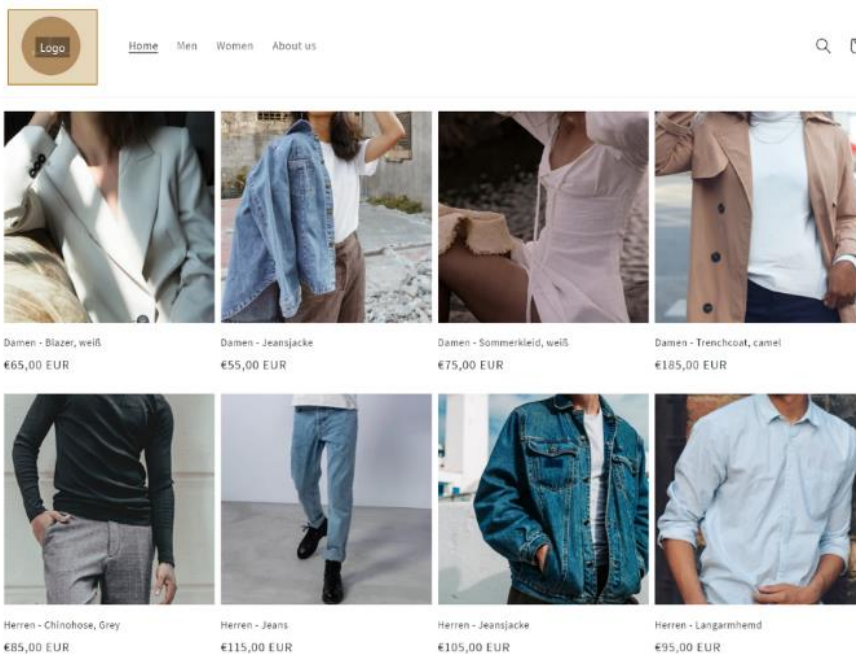 Logo
Home Men Women About us
Damen - Blazer, weiß
€65,00 EUR
Damen - Jeansjacke
€55,00 EUR
Damen - Sommerkleid, weiß
€75,00 EUR
Damen - Trenchcoat, camel
€185,00 EUR
Herren - Chinohose, Grey
€85,00 EUR
Herren - Jeans
€115,00 EUR
Herren - Jeansjacke
€105,00 EUR
Herren - Langarmhemd
€95,00 EUR